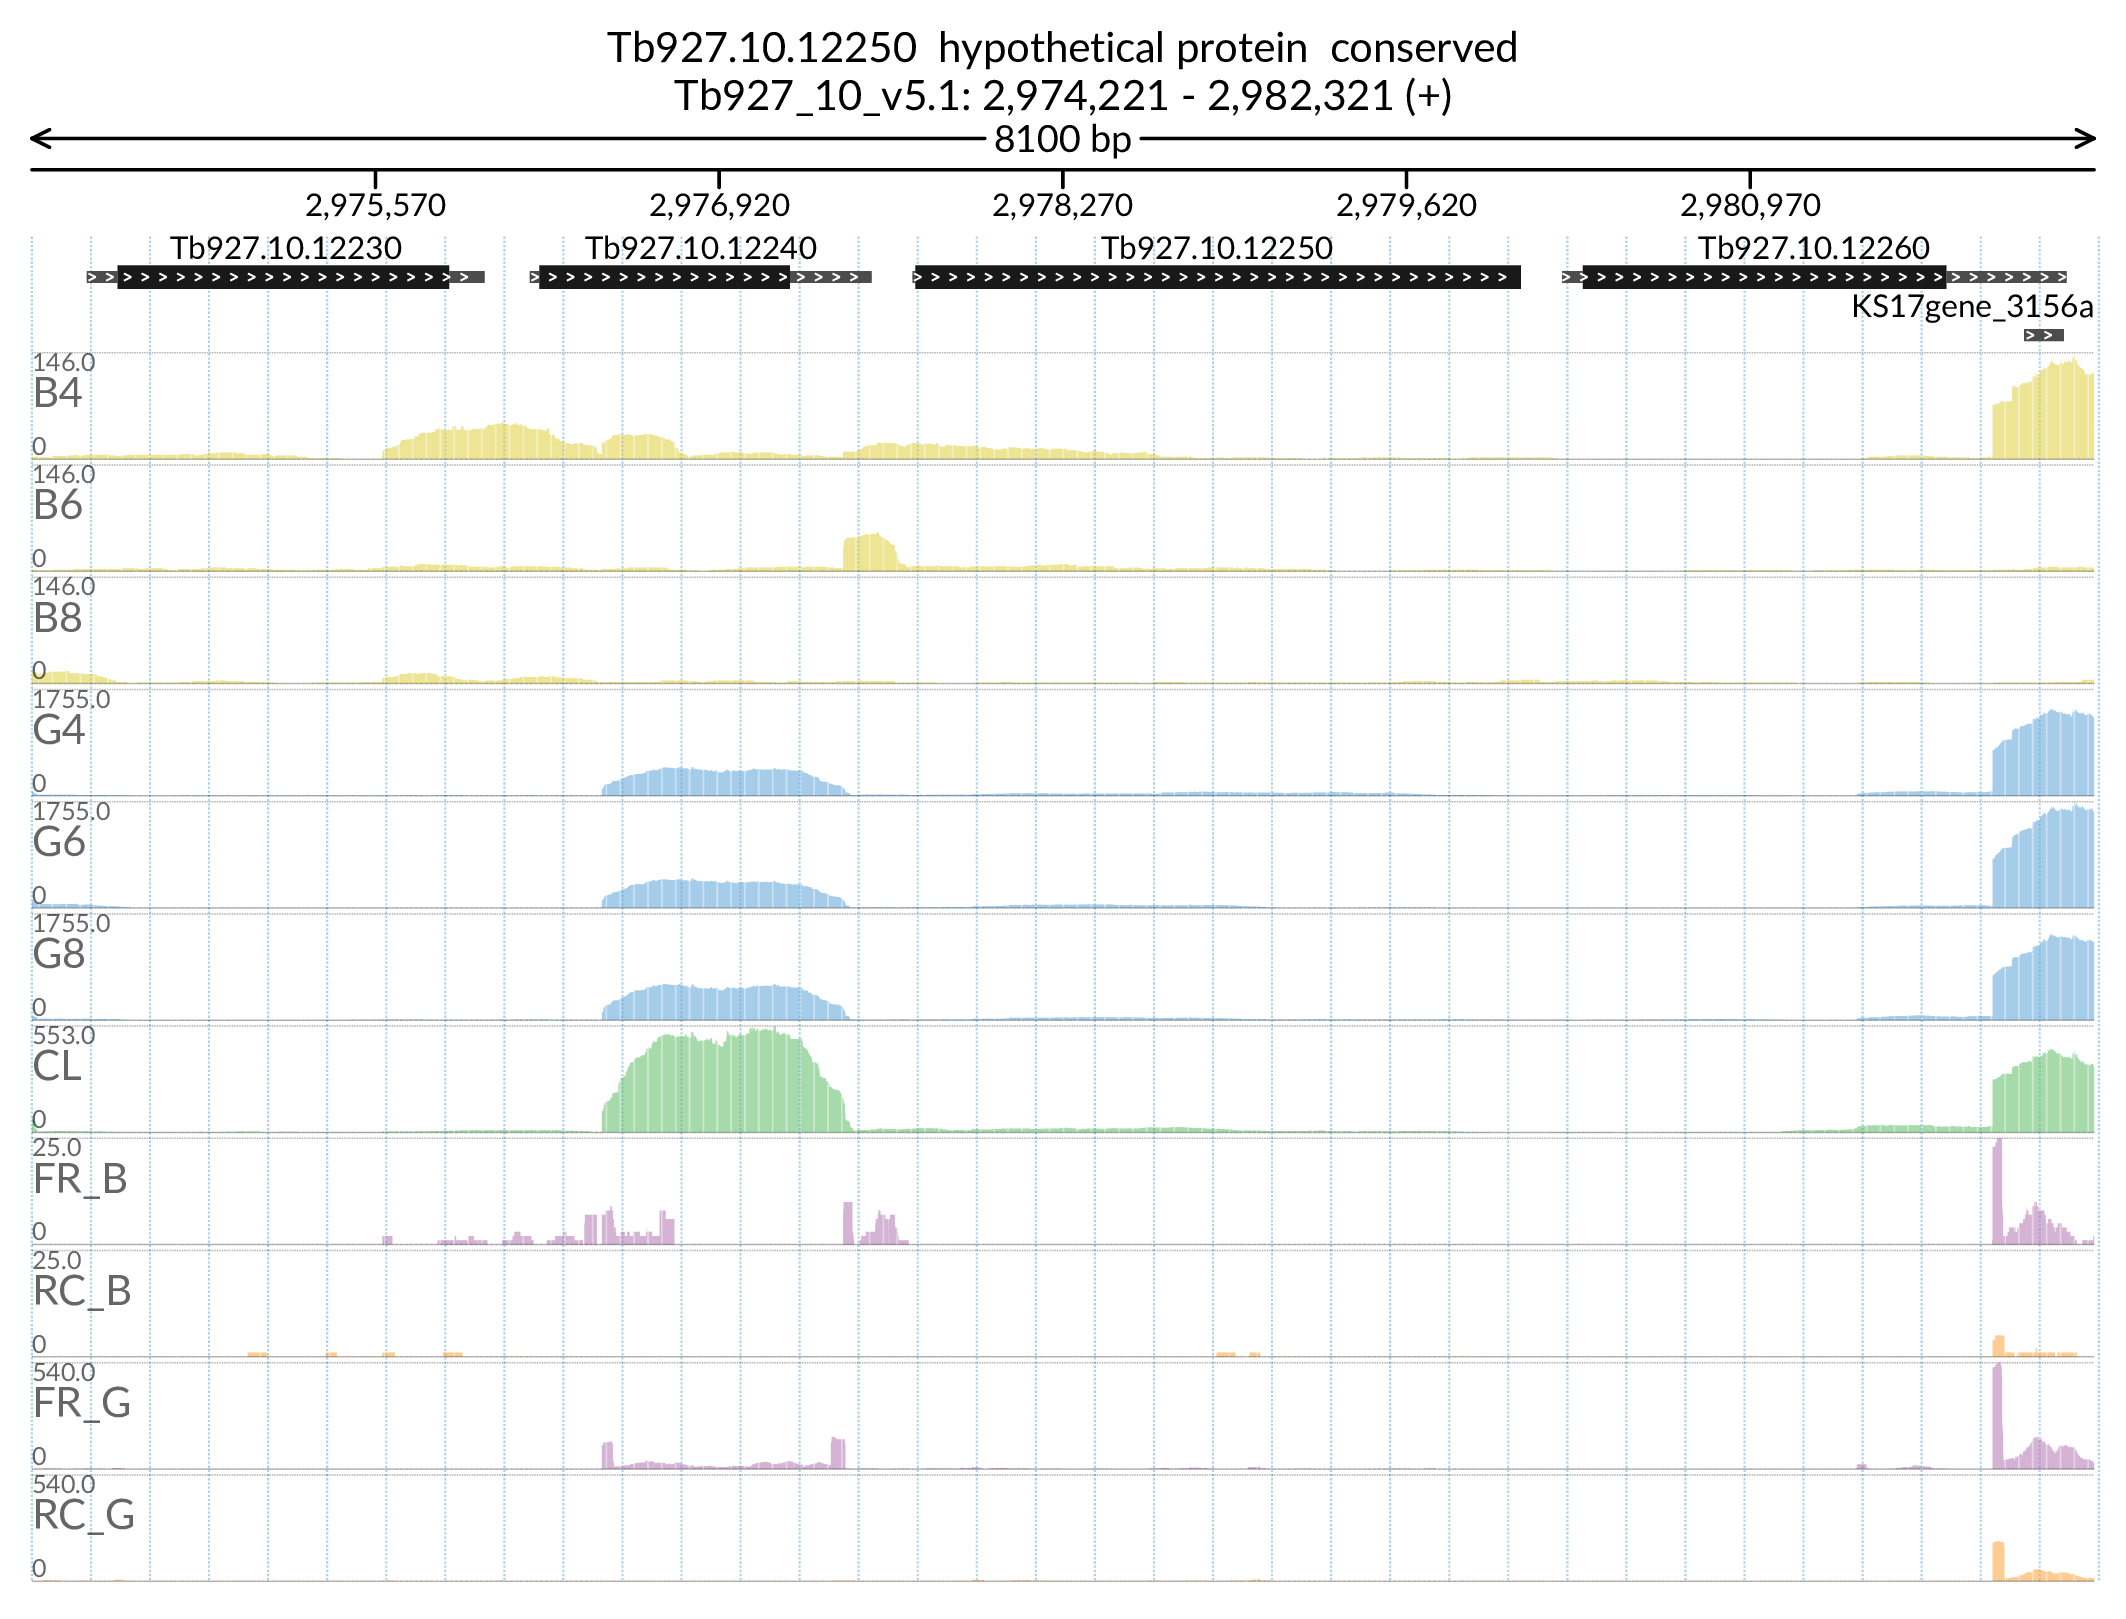 Tb927.10.12250  hypothetical protein  conserved
Tb927_10_v5.1: 2,974,221 - 2,982,321 (+)
8100 bp
2,975,570 2,976,920 2,978,270 2,979,620 2,980,970
Tb927.10.12230 Tb927.10.12240 Tb927.10.12250 Tb927.10.12260
KS17gene_3156a
146.0
B4
0
146.0
B6
0
146.0
B8
0
1755.0
G4
0
1755.0
G6
0
1755.0
G8
0
553.0
CL
0
25.0
FR_B
0
25.0
RC_B
0
540.0
FR_G
0
540.0
RC_G
0